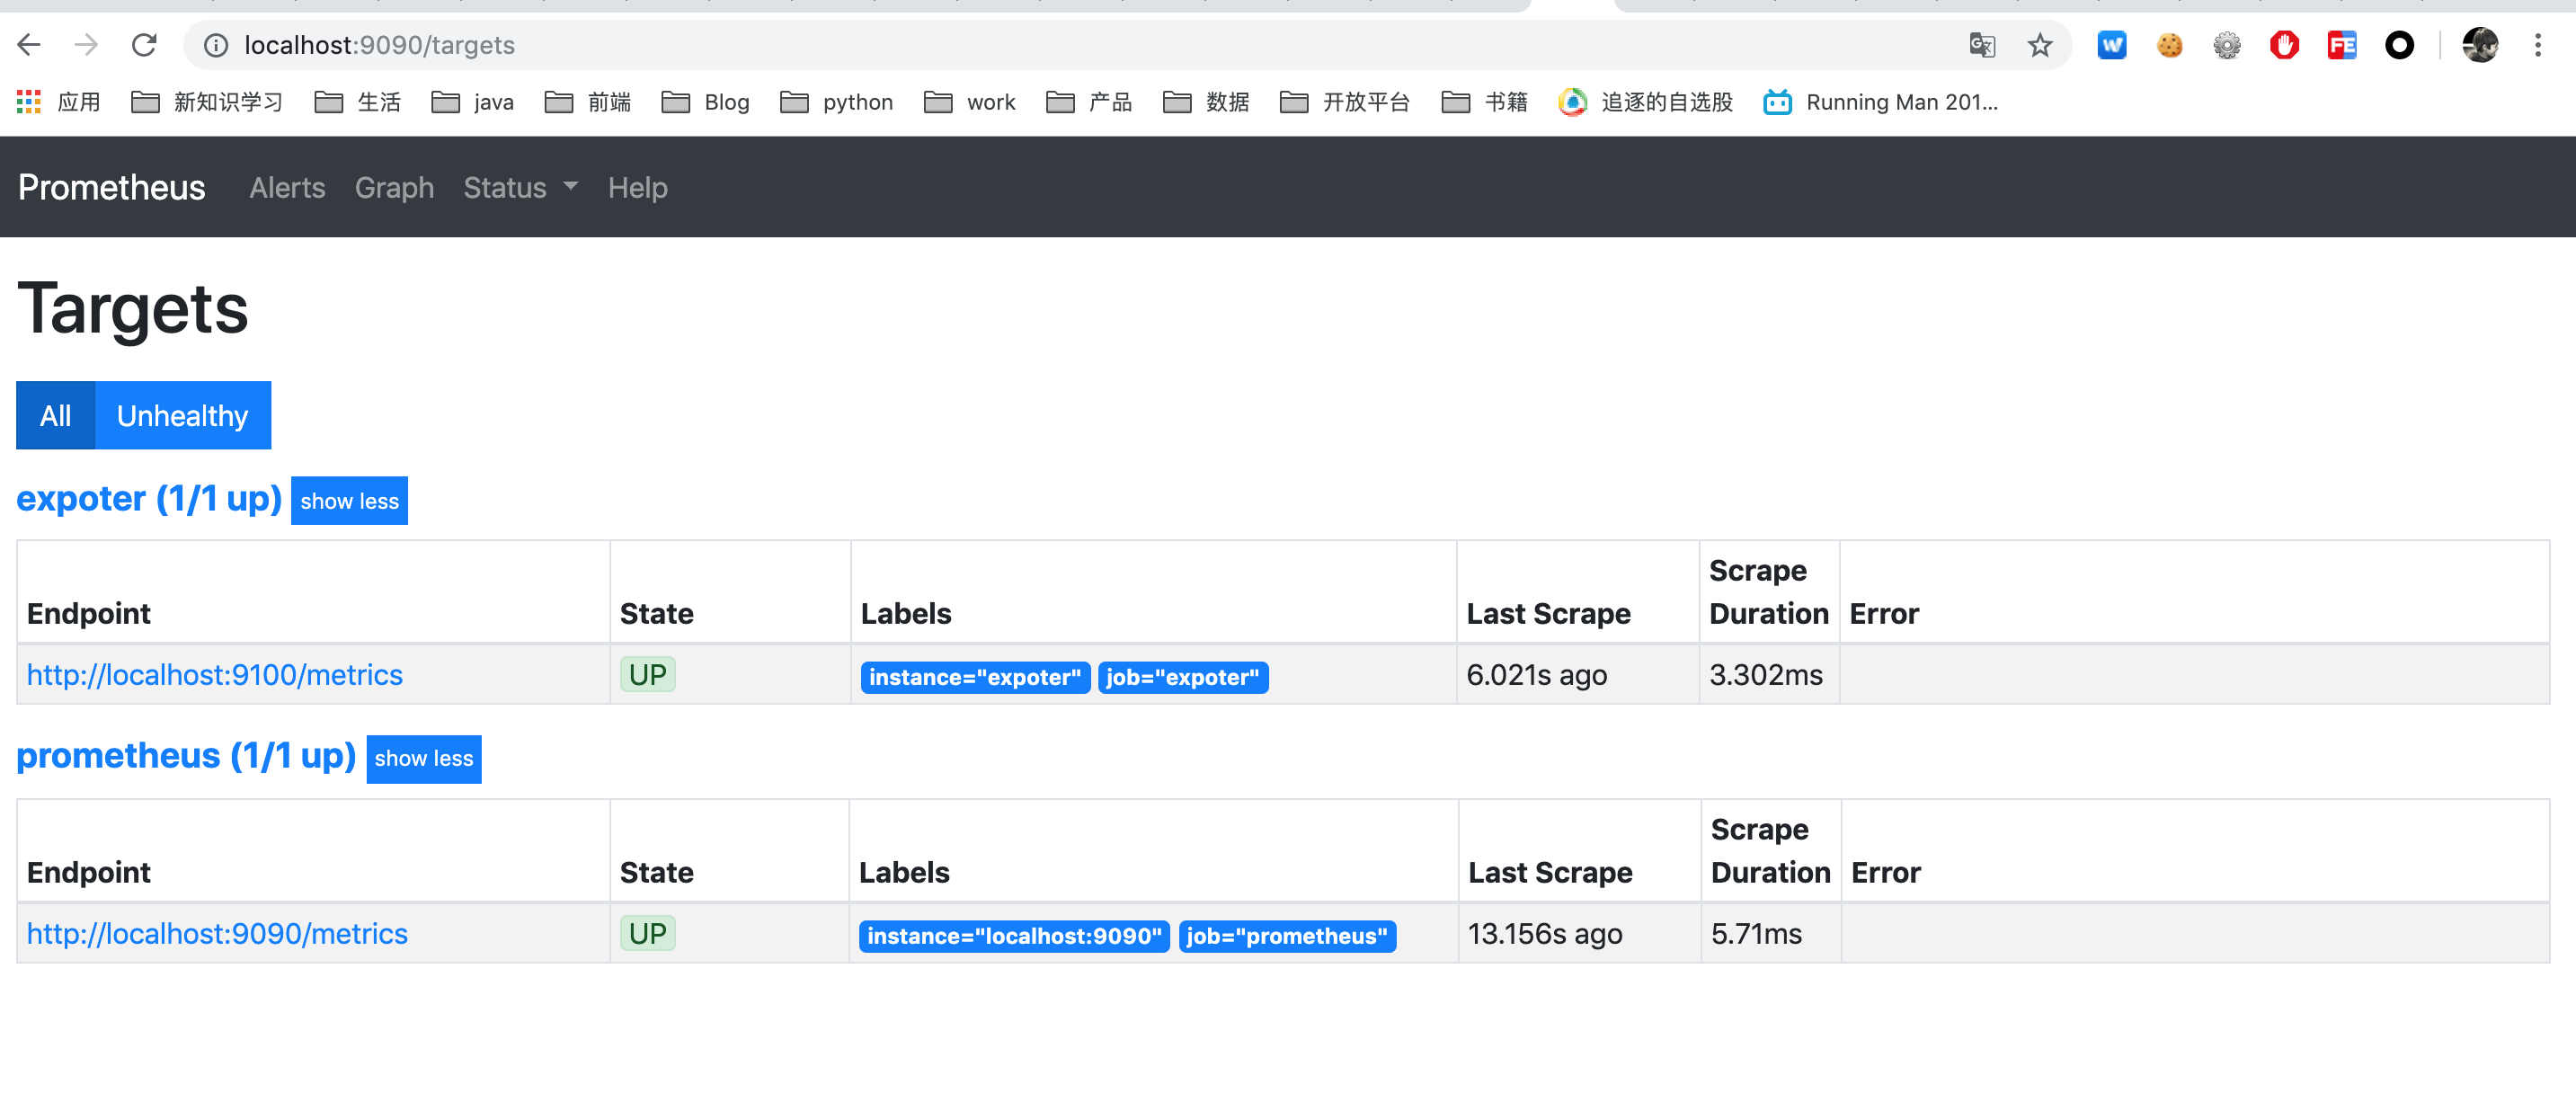 localhost:9090/targets
应用 新知识学习 生活 java 前端 Blog python work 产品 数据 开放平台 书籍 追逐的自选股 Running Man 201...
Prometheus Alerts Graph Status Help
Targets
All Unhealthy
expoter (1/1 up) show less
Endpoint State Labels Last Scrape Scrape Duration Error
http://localhost:9100/metrics UP instance="expoter" job="expoter" 6.021s ago 3.302ms
prometheus (1/1 up) show less
Endpoint State Labels Last Scrape Scrape Duration Error
http://localhost:9090/metrics UP instance="localhost:9090" job="prometheus" 13.156s ago 5.71ms